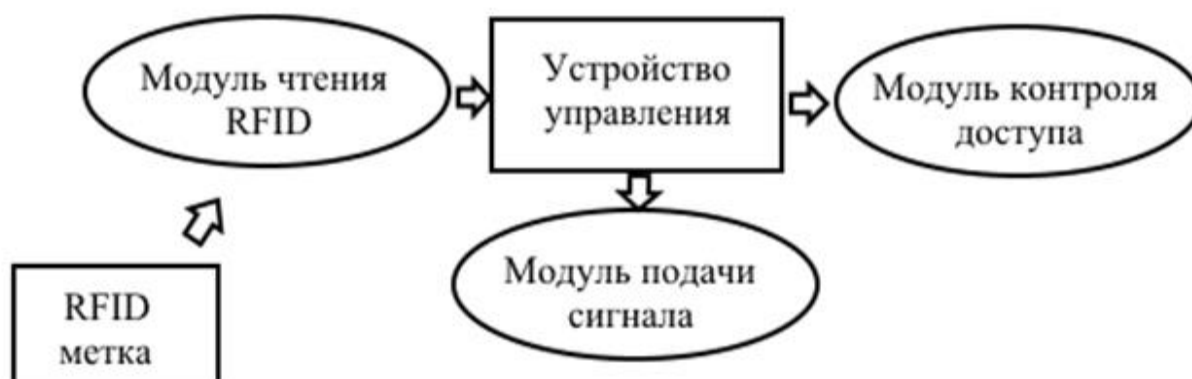 Модуль чтения
RFID
Устройство
управления
Модуль контроля
доступа
Модуль подачи
сигнала
RFID
метка